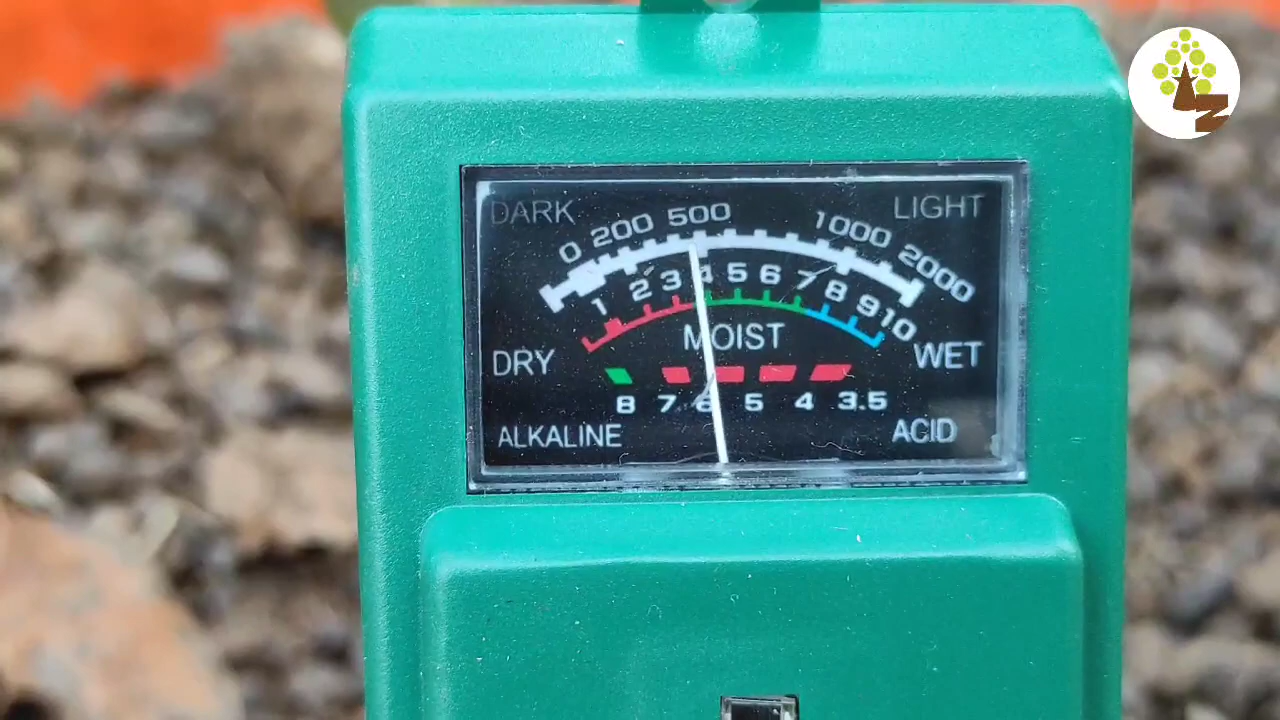 DARK LIGHT
0 200 500 1000 2000
1 2 3 4 5 6 7 8 9 10
DRY MOIST WET
8 7 6 5 4 3.5
ALKALINE ACID